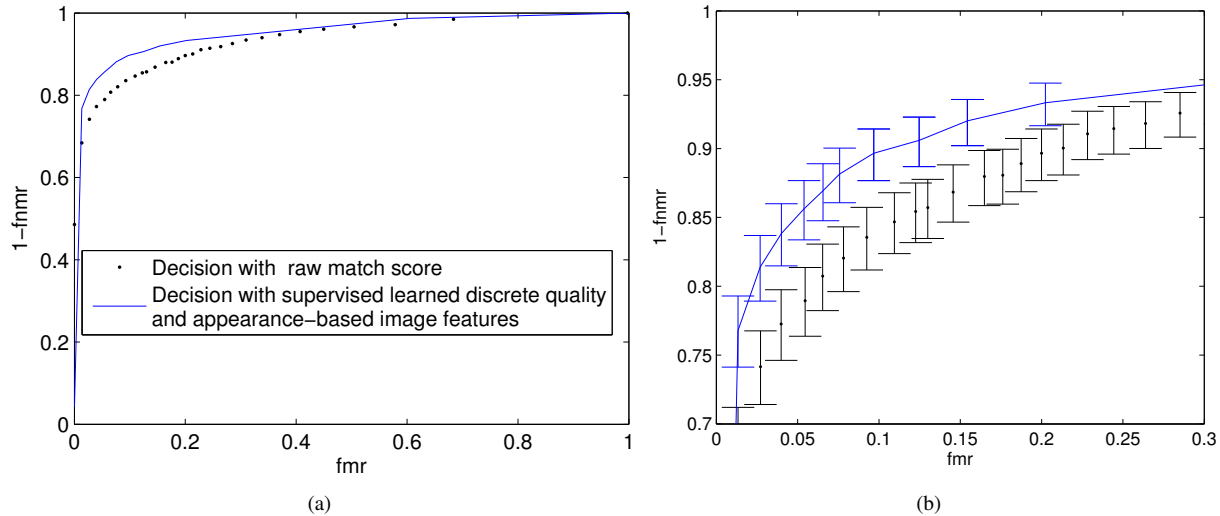 1
0.8
0.6
0.4
0.2
0
1-fnmr
Decision with raw match score
Decision with supervised learned discrete quality
and appearance−based image features
0 0.2 0.4 0.6 0.8 1
fmr
(a)
1
0.95
0.9
0.85
0.8
0.75
0.7
1-fnmr
0 0.05 0.1 0.15 0.2 0.25 0.3
fmr
(b)